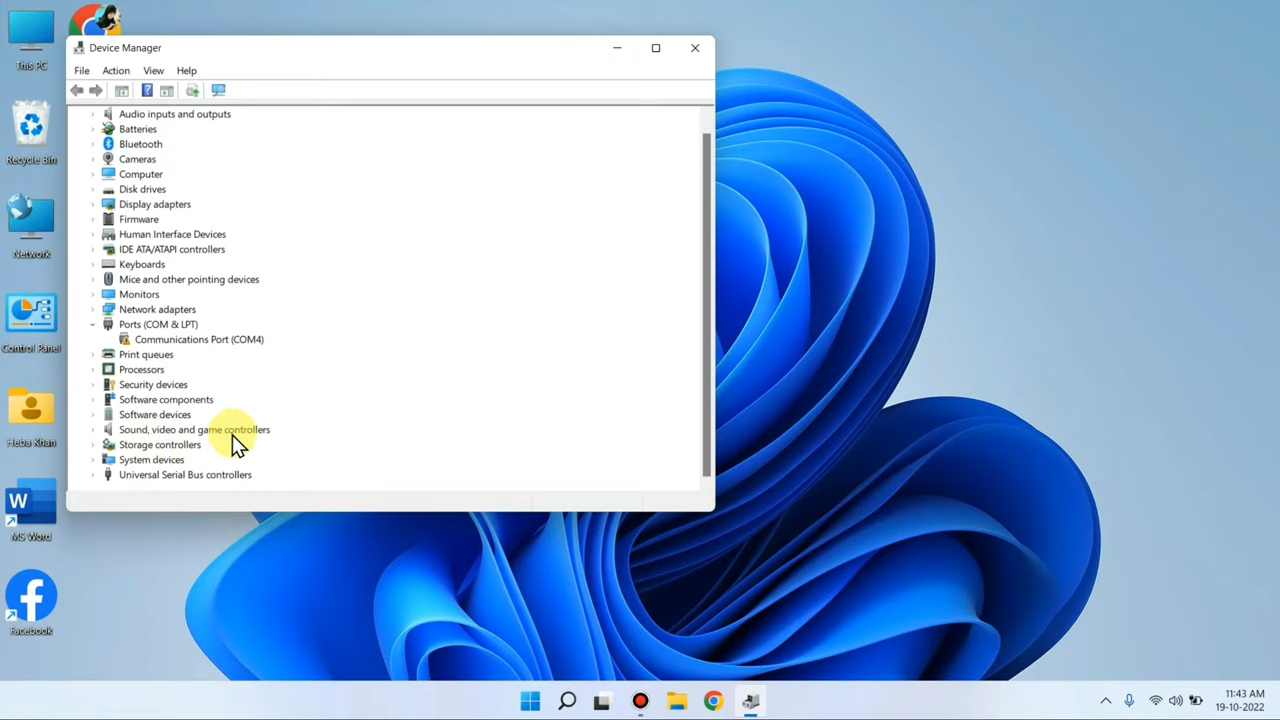 This PC
Recycle Bin
Network
Control Panel
Heba Khan
MS Word
Facebook
Device Manager
File Action View Help
Audio inputs and outputs
Batteries
Bluetooth
Cameras
Computer
Disk drives
Display adapters
Firmware
Human Interface Devices
IDE ATA/ATAPI controllers
Keyboards
Mice and other pointing devices
Monitors
Network adapters
Ports (COM & LPT)
Communications Port (COM4)
Print queues
Processors
Security devices
Software components
Software devices
Sound, video and game controllers
Storage controllers
System devices
Universal Serial Bus controllers
11:43 AM
19-10-2022